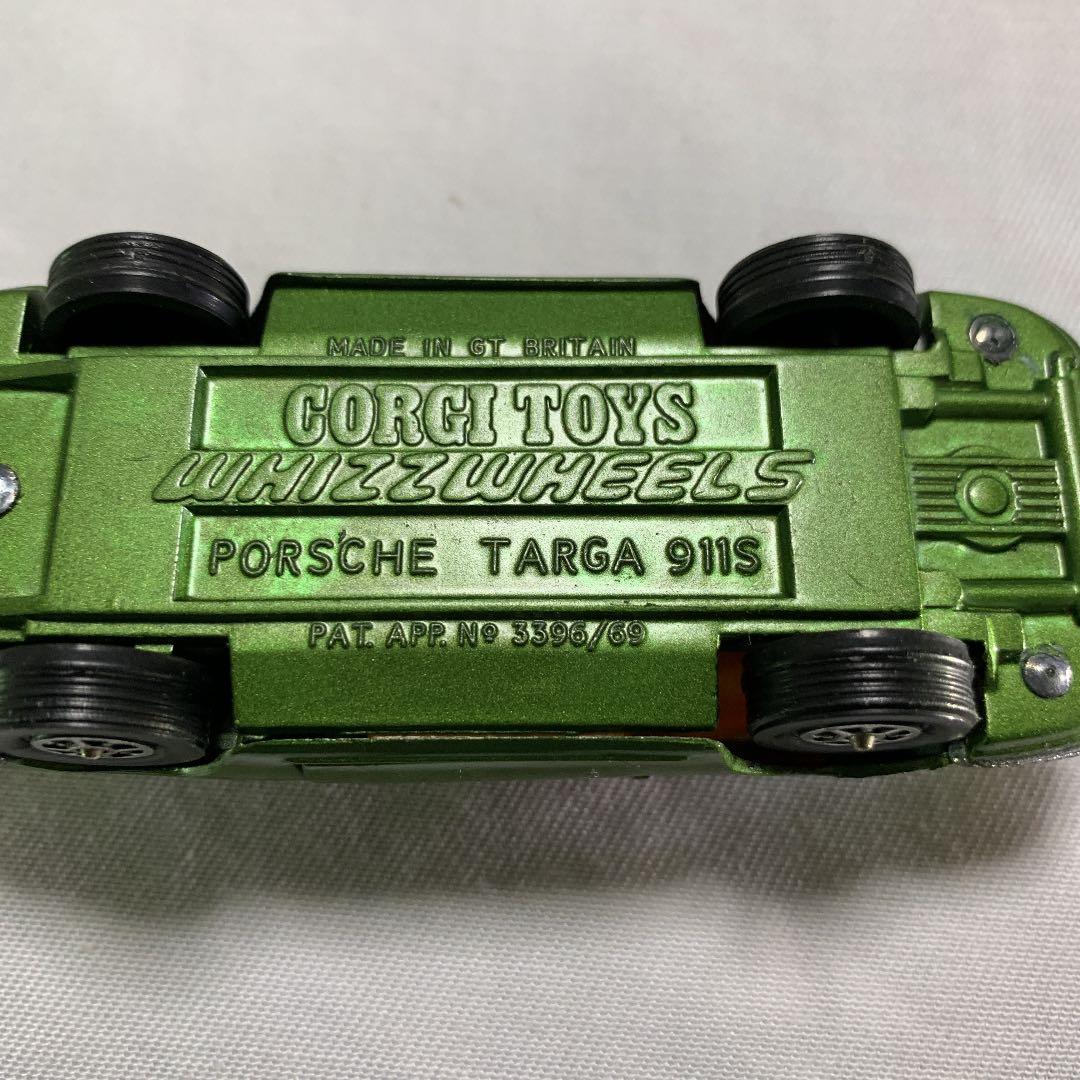 MADE IN GT BRITAIN
CORGI TOYS
WHIZZWHEELS
PORSCHE TARGA 911S
PAT. APP. Nº 3396/69